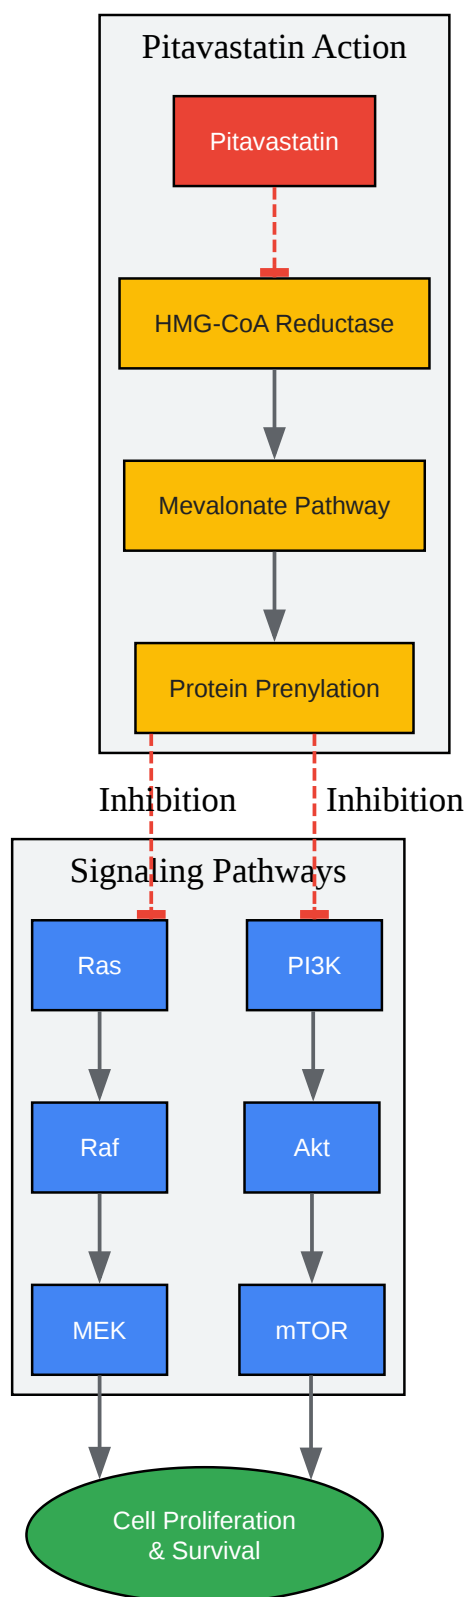 Pitavastatin Action
Pitavastatin
HMG-CoA Reductase
Mevalonate Pathway
Protein Prenylation
Inhibition
Inhibition
Signaling Pathways
Ras
PI3K
Raf
Akt
MEK
mTOR
Cell Proliferation
& Survival